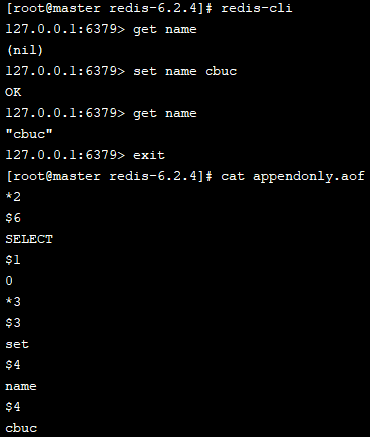 [root@master redis-6.2.4]# redis-cli
127.0.0.1:6379> get name
(nil)
127.0.0.1:6379> set name cbuc
OK
127.0.0.1:6379> get name
"cbuc"
127.0.0.1:6379> exit
[root@master redis-6.2.4]# cat appendonly.aof
*2
$6
SELECT
$1
0
*3
$3
set
$4
name
$4
cbuc